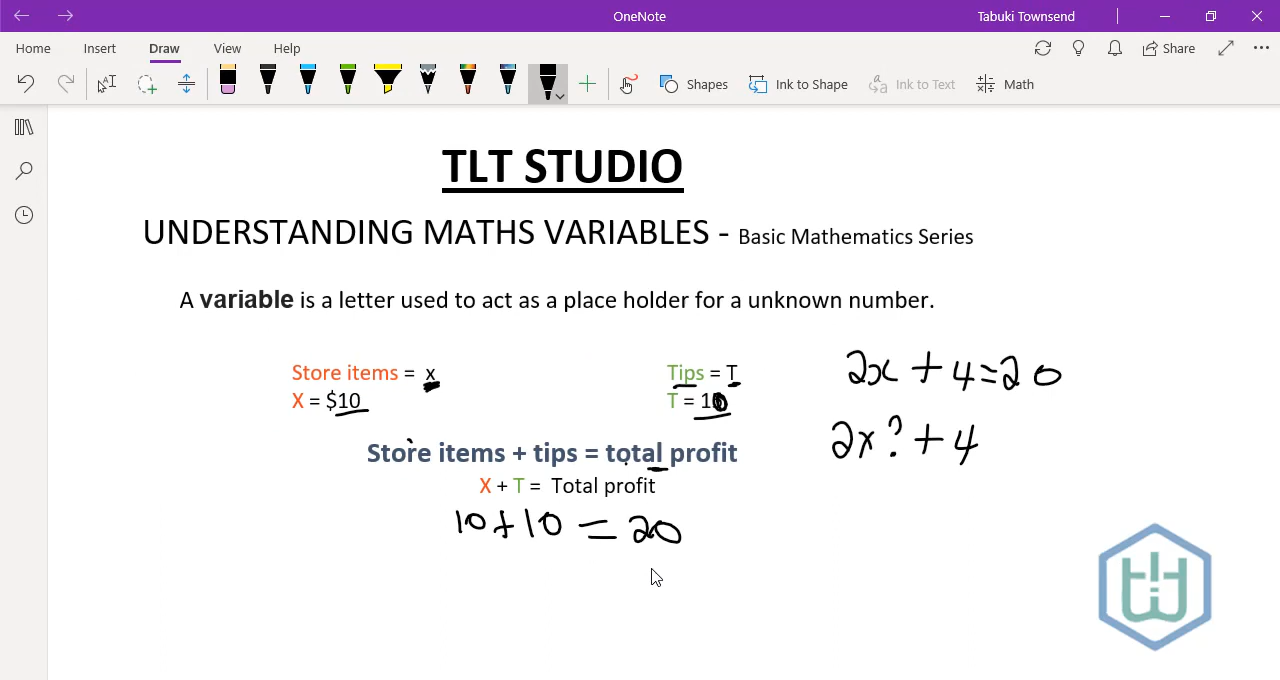 OneNote
Tabuki Townsend
Home Insert Draw View Help
Share
Shapes Ink to Shape Ink to Text Math
TLT STUDIO
UNDERSTANDING MATHS VARIABLES - Basic Mathematics Series
A variable is a letter used to act as a place holder for a unknown number.
Store items = x
X = $10
Tips = T
T = 10
2x + 4 = 20
2x ? + 4
Store items + tips = total profit
X + T = Total profit
10 + 10 = 20